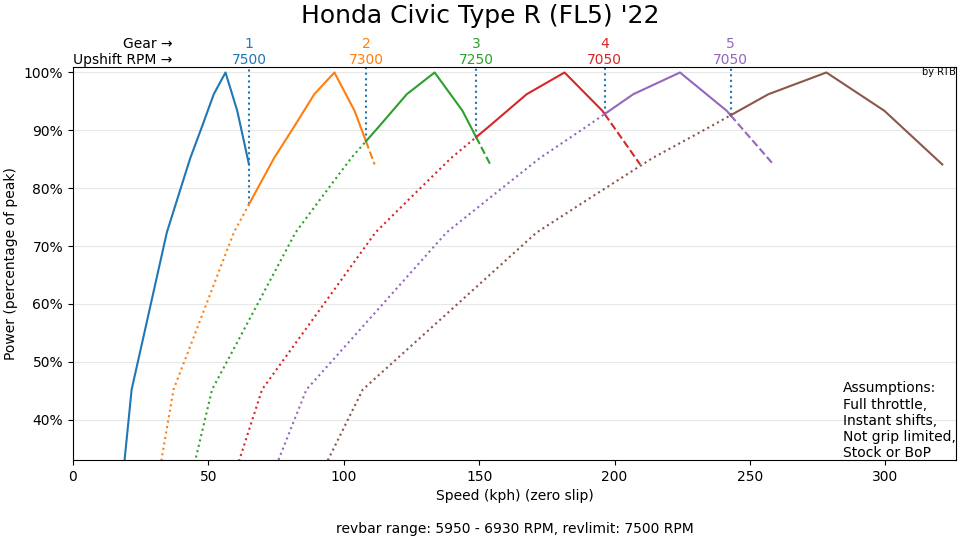 Honda Civic Type R (FL5) '22
Gear → 1 2 3 4 5
Upshift RPM → 7500 7300 7250 7050 7050
by RTB
100%
90%
80%
70%
60%
50%
40%
Power (percentage of peak)
Assumptions:
Full throttle,
Instant shifts,
Not grip limited,
Stock or BoP
0 50 100 150 200 250 300
Speed (kph) (zero slip)
revbar range: 5950 - 6930 RPM, revlimit: 7500 RPM